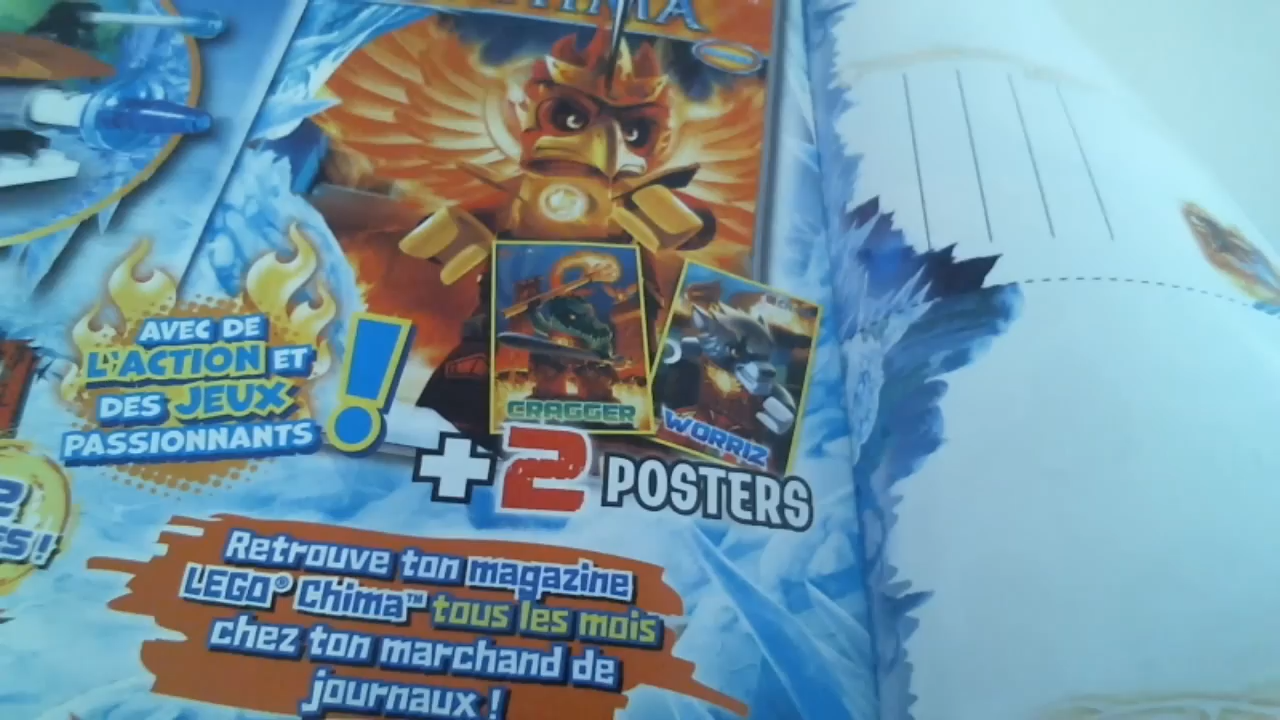 AVEC DE
L'ACTION ET
DES JEUX
PASSIONNANTS !
CRAGGER
WORRIZ
+2 POSTERS
Retrouve ton magazine
LEGO® Chima™ tous les mois
chez ton marchand de
journaux !